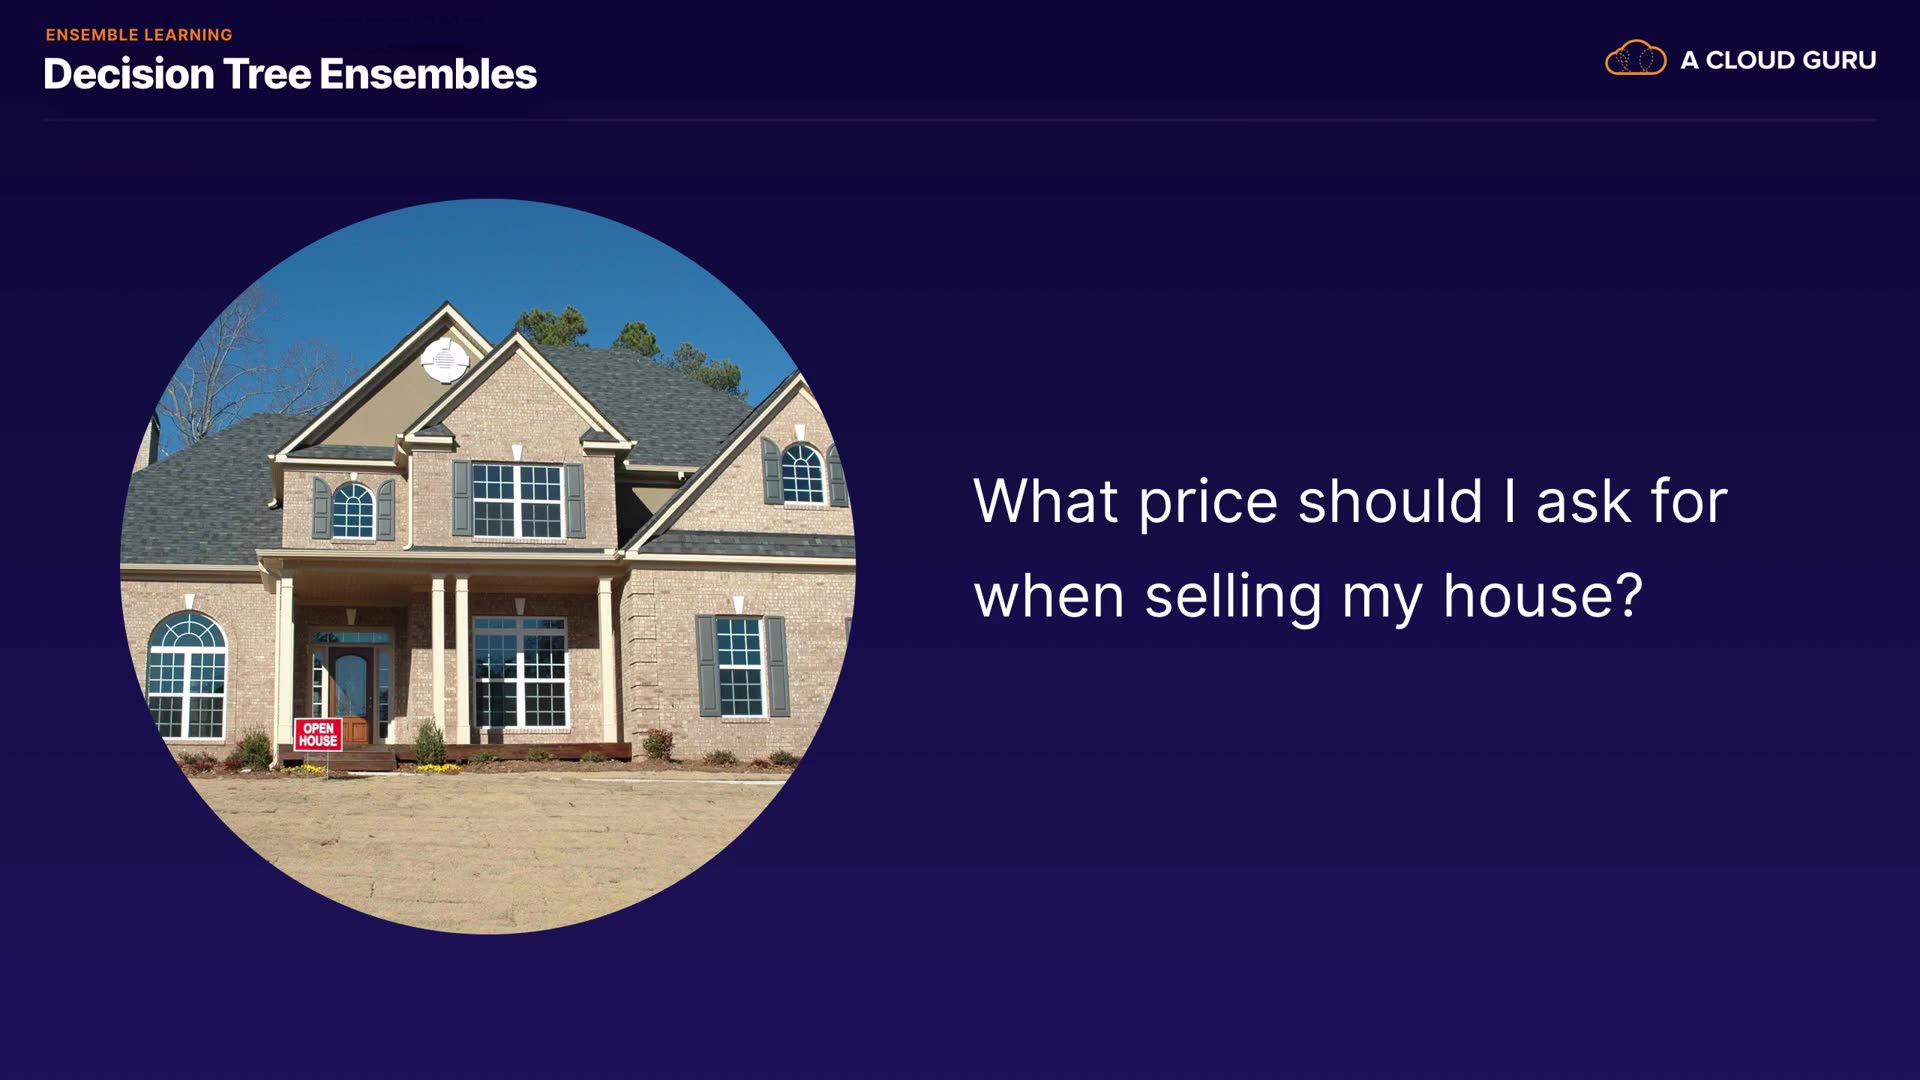 ENSEMBLE LEARNING
Decision Tree Ensembles
A CLOUD GURU
What price should I ask for
when selling my house?
OPEN
HOUSE